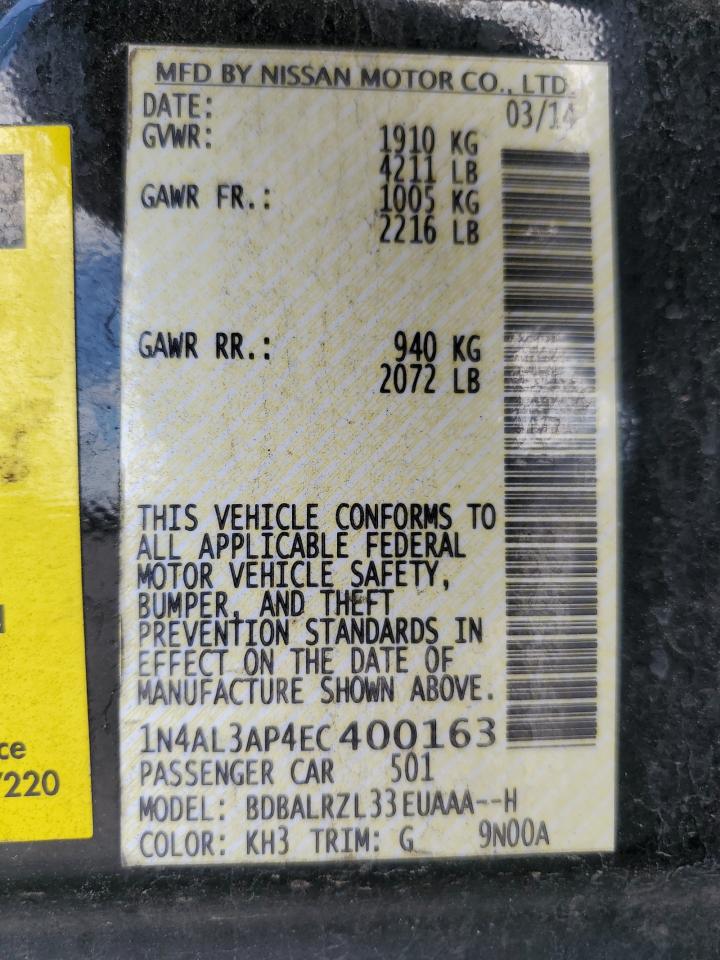 MFD BY NISSAN MOTOR CO., LTD.
DATE: 03/14
GVWR: 1910 KG
4211 LB
GAWR FR.: 1005 KG
2216 LB
GAWR RR.: 940 KG
2072 LB
THIS VEHICLE CONFORMS TO
ALL APPLICABLE FEDERAL
MOTOR VEHICLE SAFETY,
BUMPER, AND THEFT
PREVENTION STANDARDS IN
EFFECT ON THE DATE OF
MANUFACTURE SHOWN ABOVE.
1N4AL3AP4EC400163
PASSENGER CAR 501
MODEL: BDBALRZL33EUAAA--H
COLOR: KH3 TRIM: G 9N00A